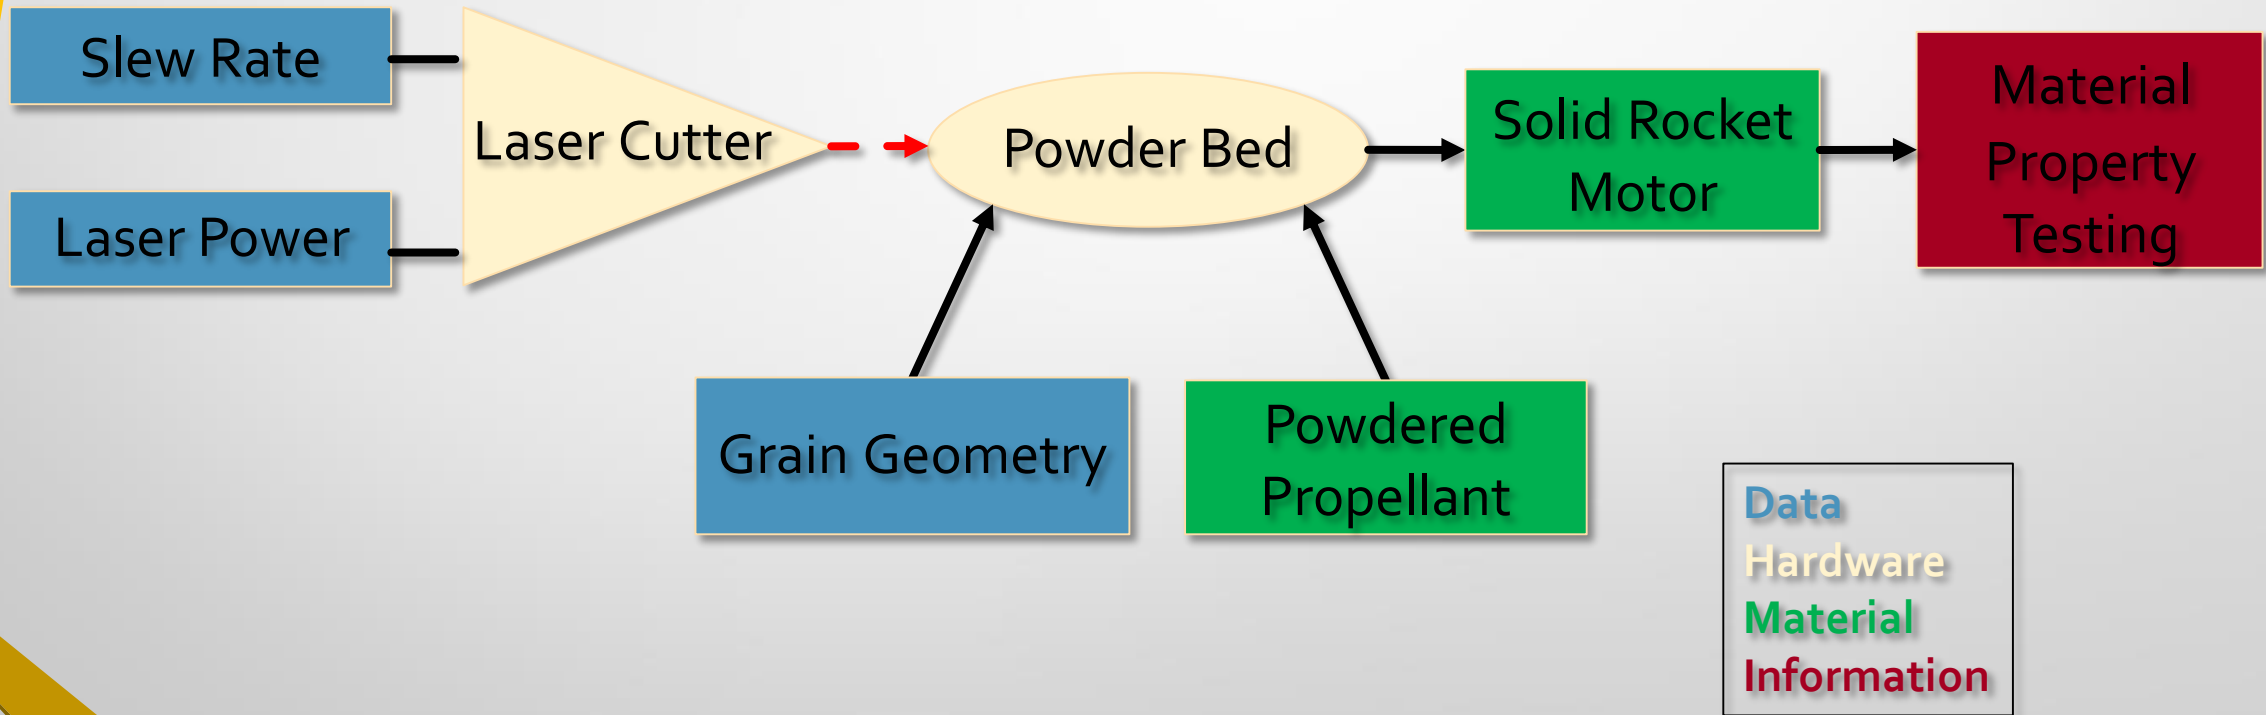 Slew Rate
Laser Power
Laser Cutter
Powder Bed
Solid Rocket
Motor
Material
Property
Testing
Grain Geometry
Powdered
Propellant
Data
Hardware
Material
Information